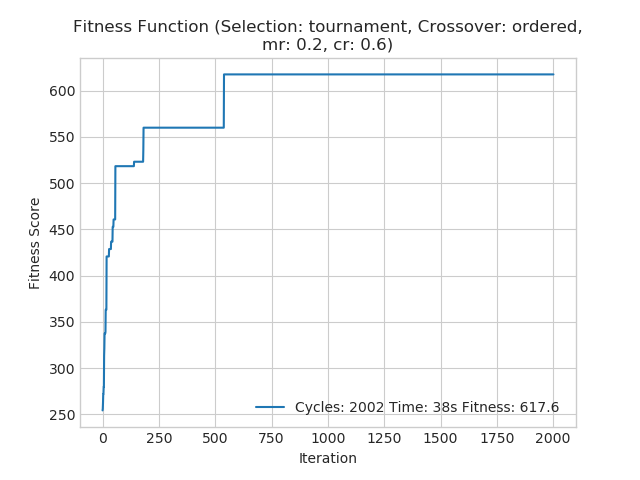 Fitness Function (Selection: tournament, Crossover: ordered,
mr: 0.2, cr: 0.6)
600
550
500
450
400
350
300
250
Fitness Score
Cycles: 2002 Time: 38s Fitness: 617.6
0 250 500 750 1000 1250 1500 1750 2000
Iteration